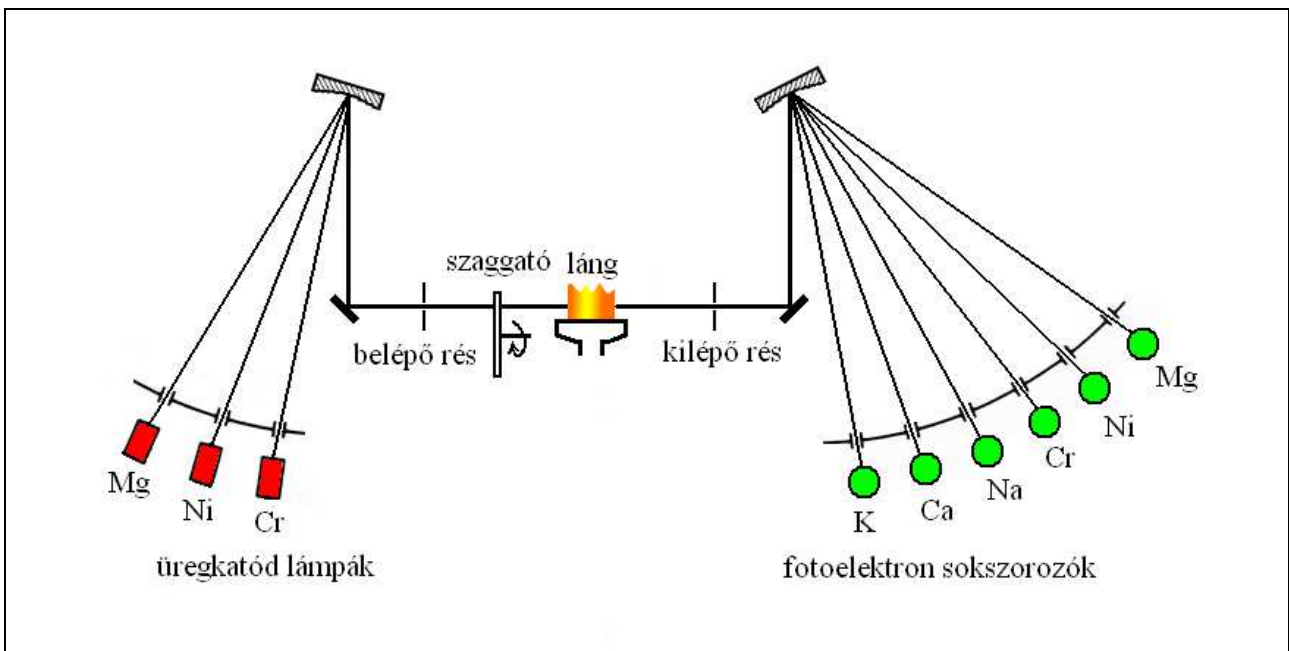 szaggató láng
belépő rés
kilépő rés
Mg
Ni
Cr
üregkatód lámpák
K
Ca
Na
Cr
Ni
Mg
fotoelektron sokszorozók